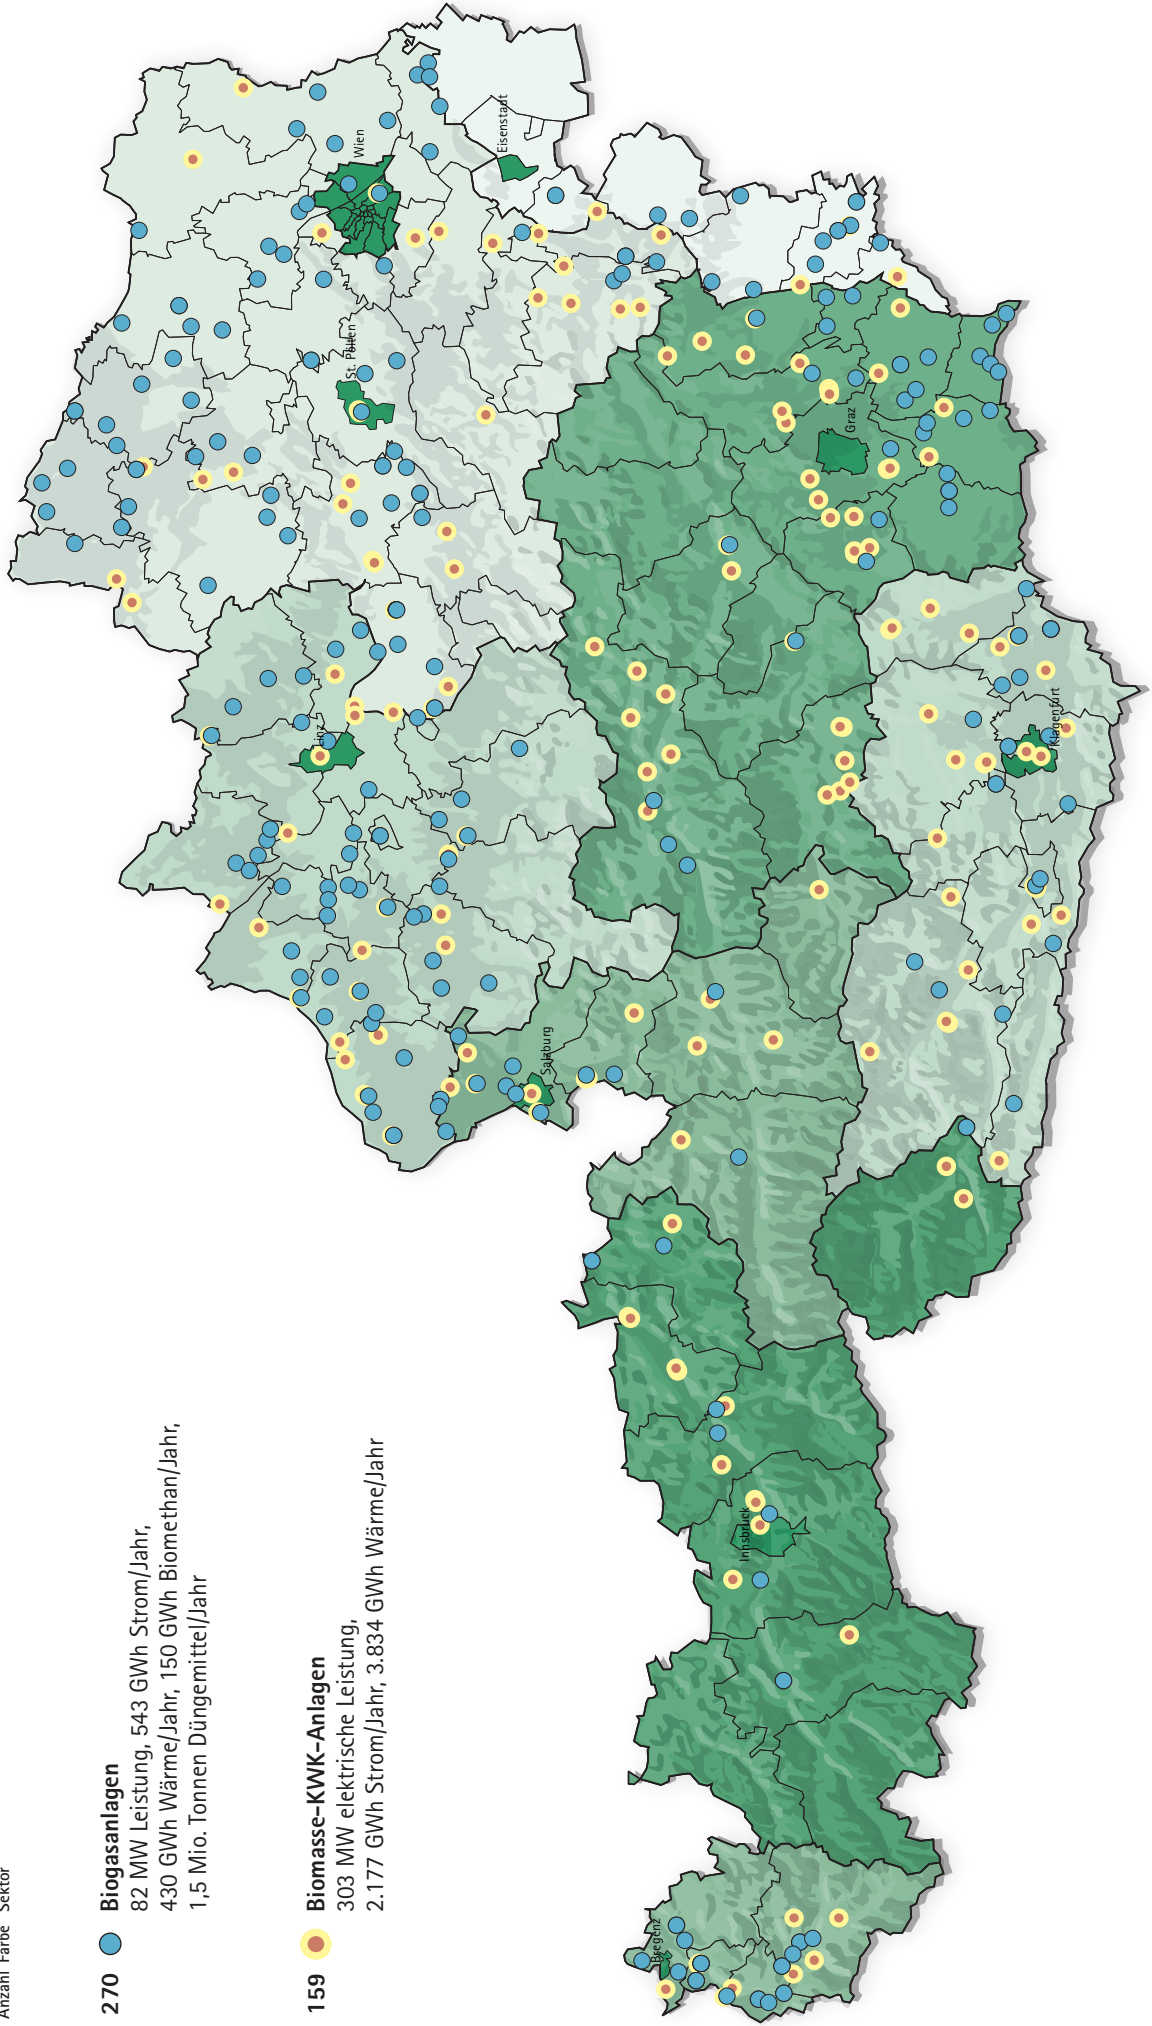 Anzahl Farbe Sektor
270 Biogasanlagen
82 MW Leistung, 543 GWh Strom/Jahr,
430 GWh Wärme/Jahr, 150 GWh Biomethan/Jahr,
1,5 Mio. Tonnen Düngemittel/Jahr
159 Biomasse-KWK-Anlagen
303 MW elektrische Leistung,
2.177 GWh Strom/Jahr, 3.834 GWh Wärme/Jahr
Bregenz
Innsbruck
Salzburg
Linz
Klagenfurt
Graz
St. Pölten
Wien
Eisenstadt